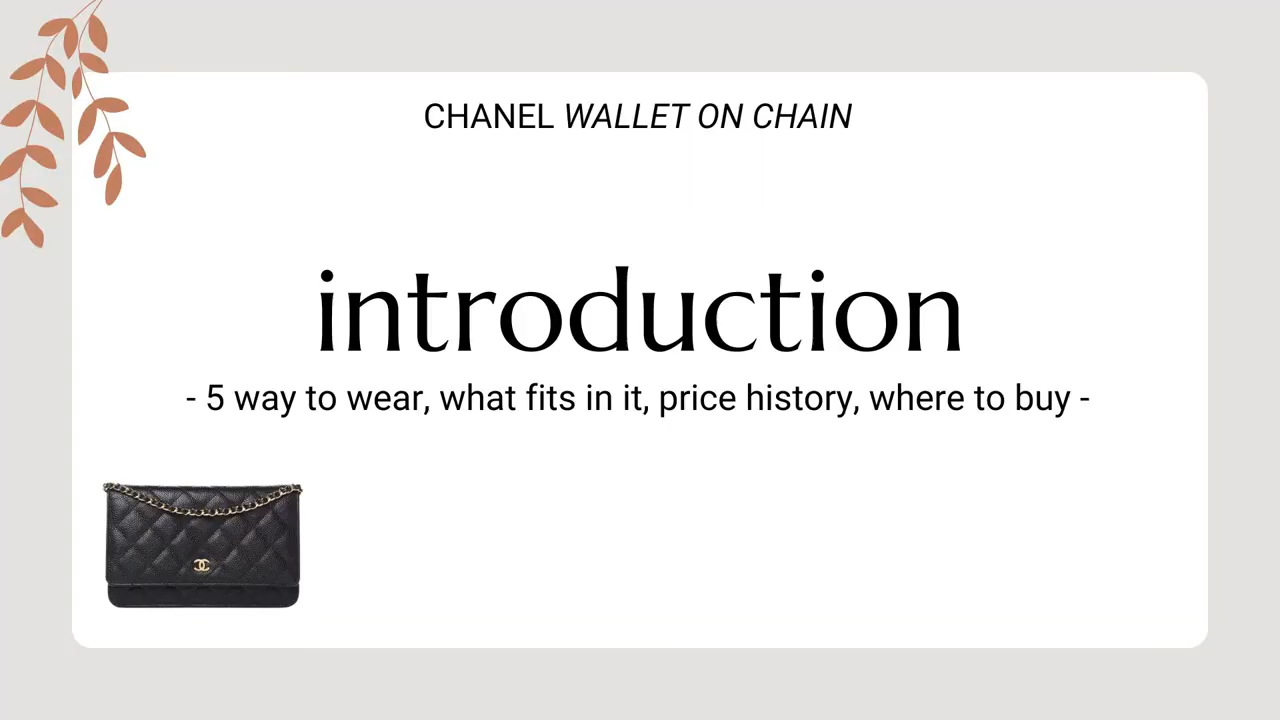 CHANEL WALLET ON CHAIN
introduction
- 5 way to wear, what fits in it, price history, where to buy -